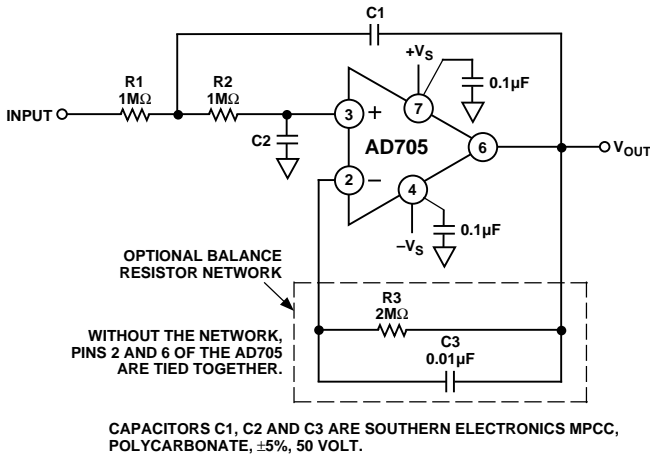 C1
+VS
R1
1MΩ
R2
1MΩ
0.1µF
INPUT
3
+
7
C2
AD705
6
VOUT
2
–
4
0.1µF
–VS
OPTIONAL BALANCE
RESISTOR NETWORK
R3
2MΩ
WITHOUT THE NETWORK,
PINS 2 AND 6 OF THE AD705
ARE TIED TOGETHER.
C3
0.01µF
CAPACITORS C1, C2 AND C3 ARE SOUTHERN ELECTRONICS MPCC,
POLYCARBONATE, ±5%, 50 VOLT.